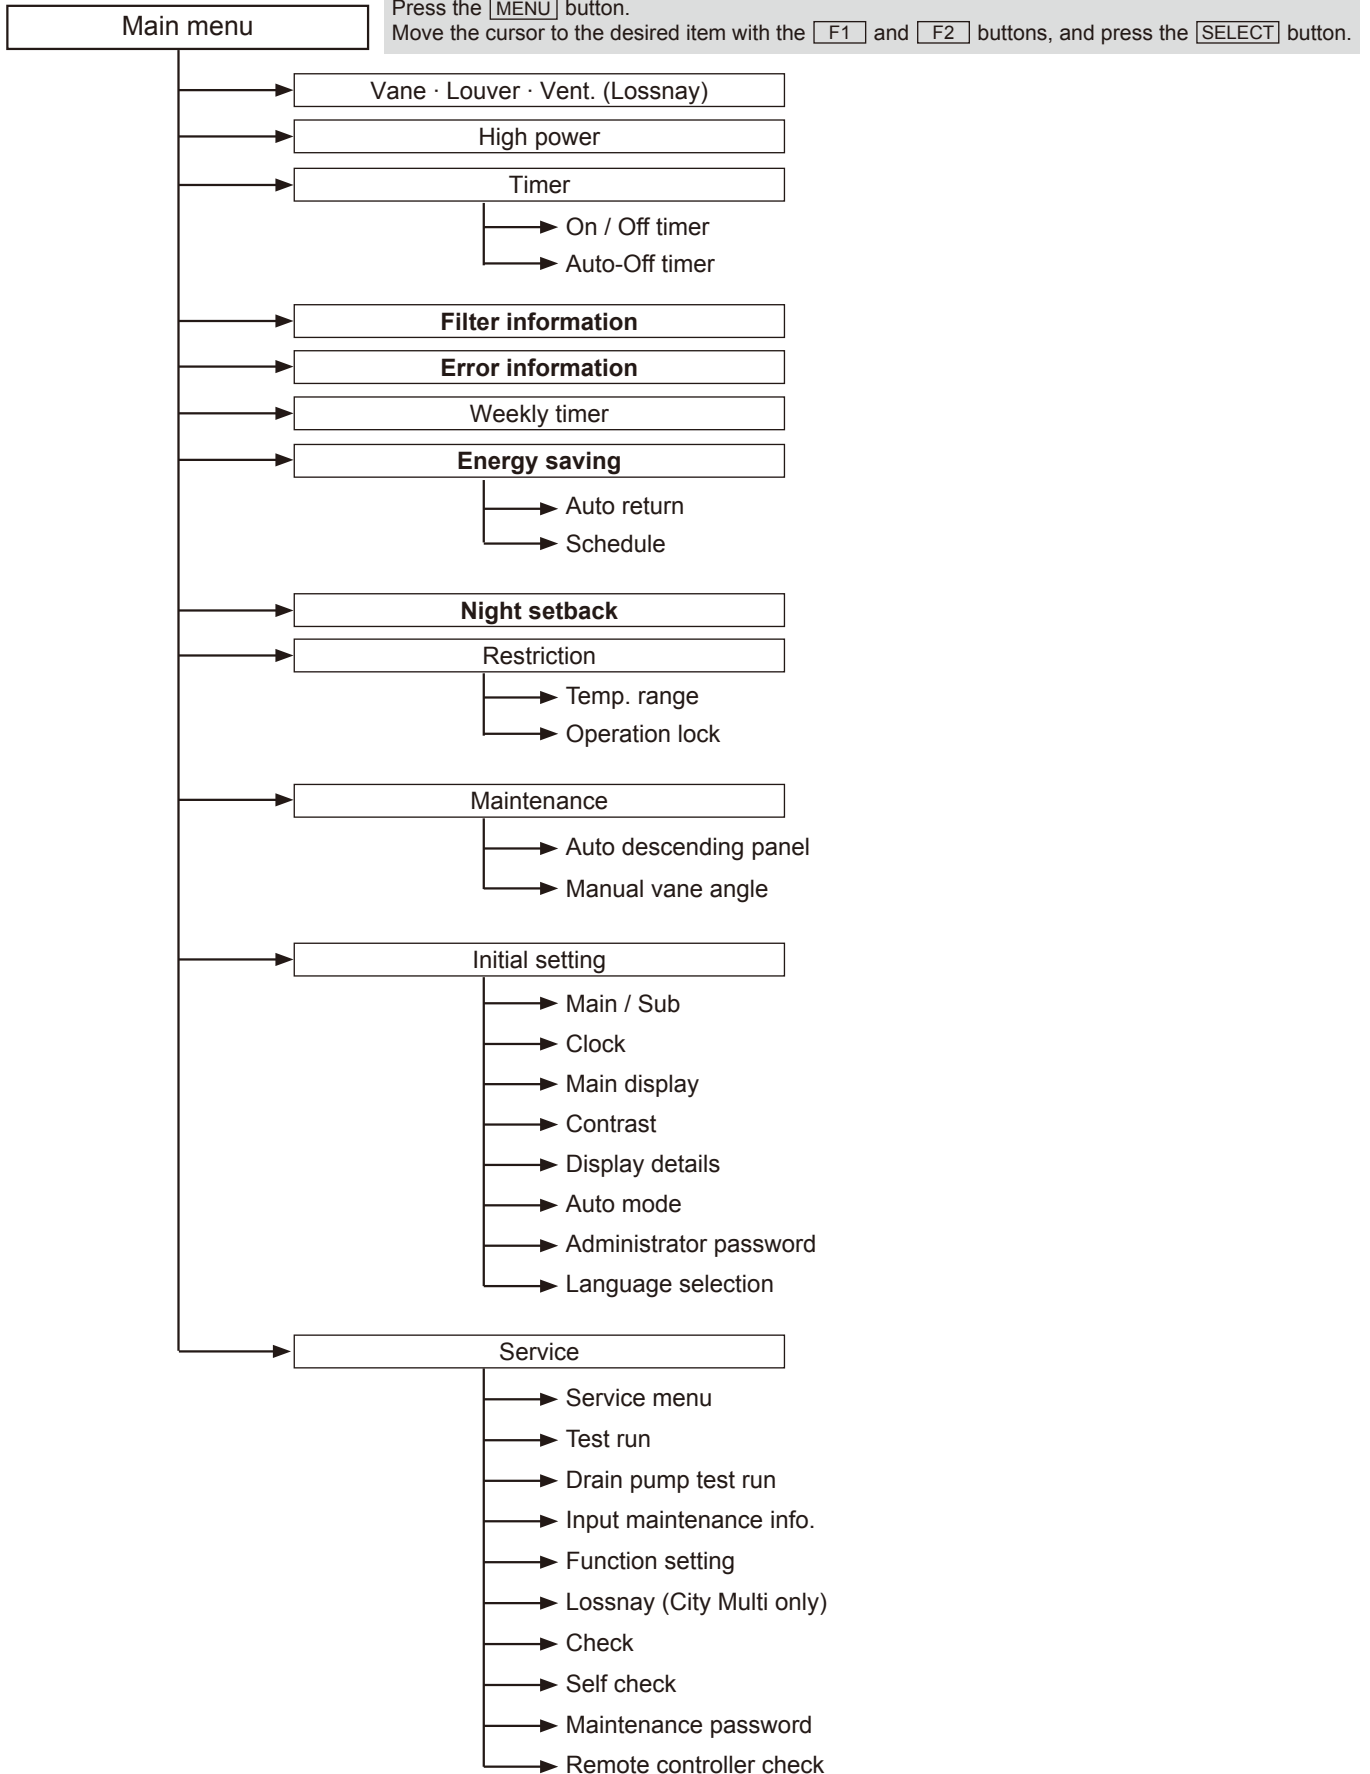 Main menu
Press the MENU button.
Move the cursor to the desired item with the F1 and F2 buttons, and press the SELECT button.
Vane · Louver · Vent. (Lossnay)
High power
Timer
On / Off timer
Auto-Off timer
Filter information
Error information
Weekly timer
Energy saving
Auto return
Schedule
Night setback
Restriction
Temp. range
Operation lock
Maintenance
Auto descending panel
Manual vane angle
Initial setting
Main / Sub
Clock
Main display
Contrast
Display details
Auto mode
Administrator password
Language selection
Service
Service menu
Test run
Drain pump test run
Input maintenance info.
Function setting
Lossnay (City Multi only)
Check
Self check
Maintenance password
Remote controller check